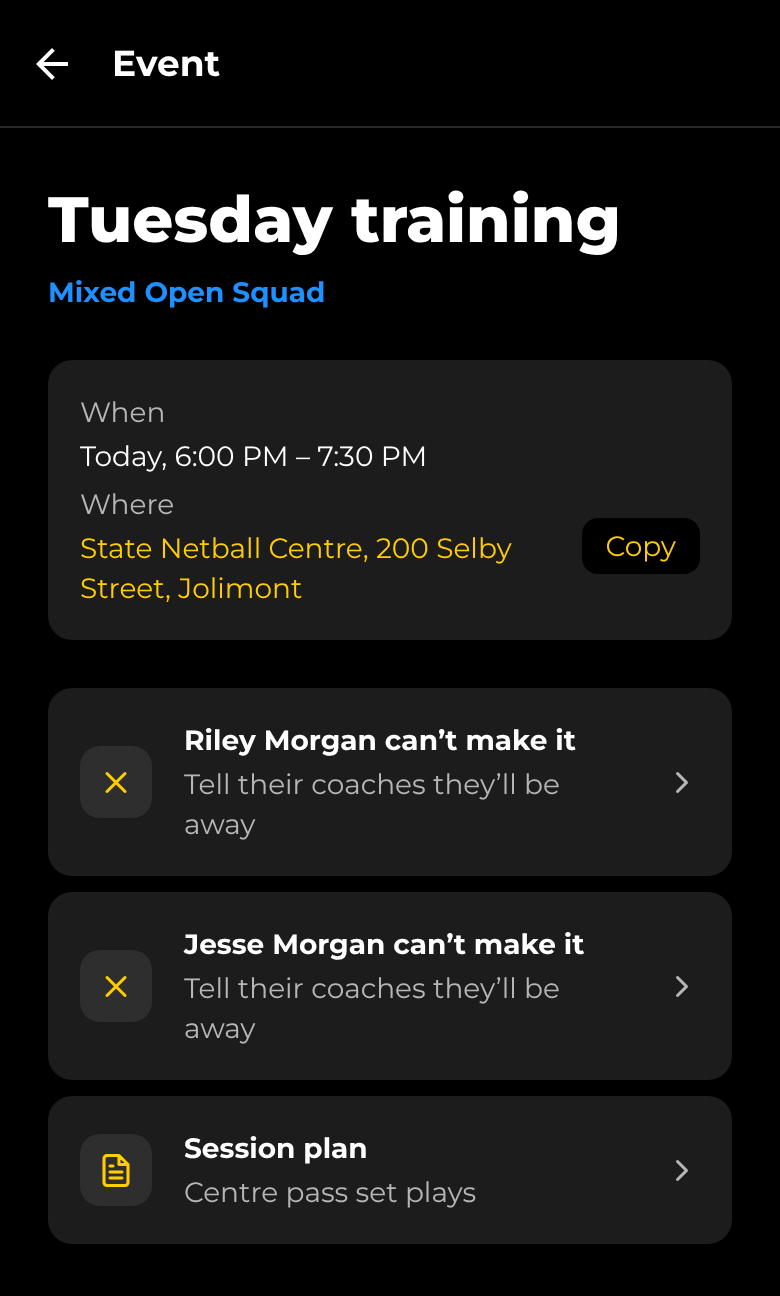 Event
Tuesday training
Mixed Open Squad
When
Today, 6:00 PM – 7:30 PM
Where
State Netball Centre, 200 Selby
Street, Jolimont
Copy
Riley Morgan can’t make it
Tell their coaches they’ll be
away
Jesse Morgan can’t make it
Tell their coaches they’ll be
away
Session plan
Centre pass set plays